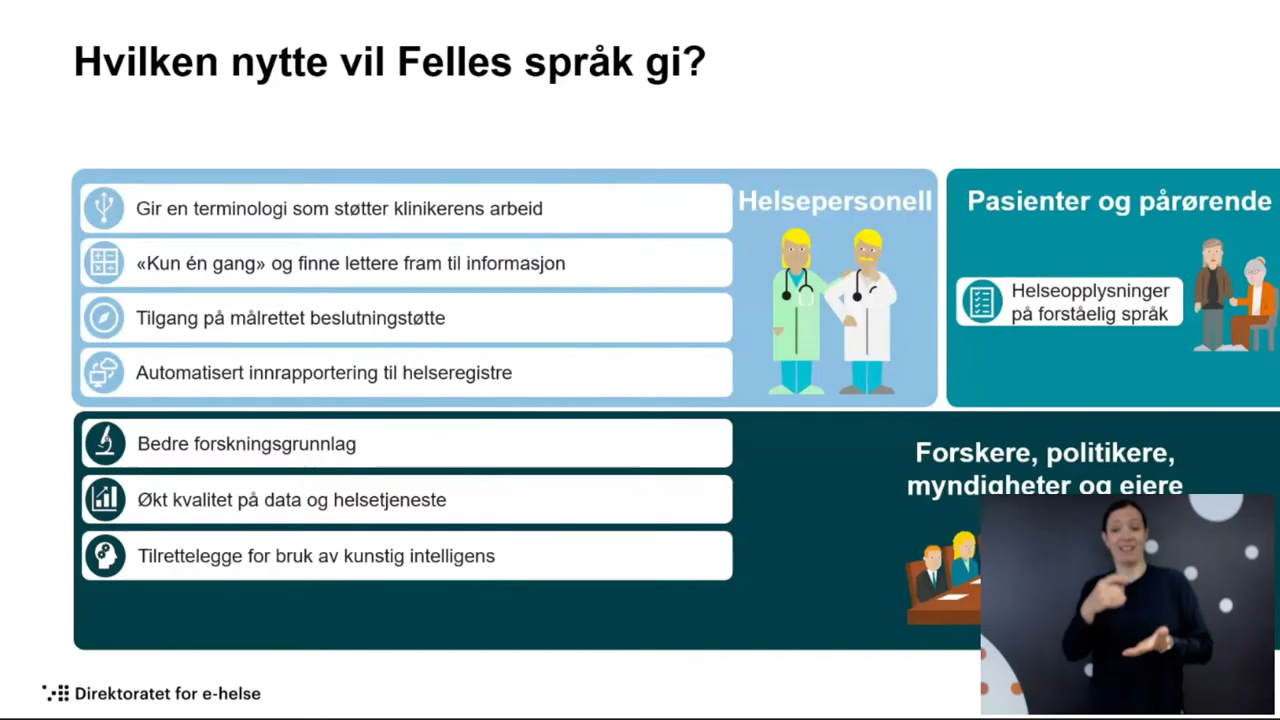 Hvilken nytte vil Felles språk gi?
Gir en terminologi som støtter klinikerens arbeid
«Kun én gang» og finne lettere fram til informasjon
Tilgang på målrettet beslutningstøtte
Automatisert innrapportering til helseregistre
Helsepersonell
Pasienter og pårørende
Helseopplysninger
på forståelig språk
Bedre forskningsgrunnlag
Økt kvalitet på data og helsetjeneste
Tilrettelegge for bruk av kunstig intelligens
Forskere, politikere,
myndigheter og eiere
Direktoratet for e-helse